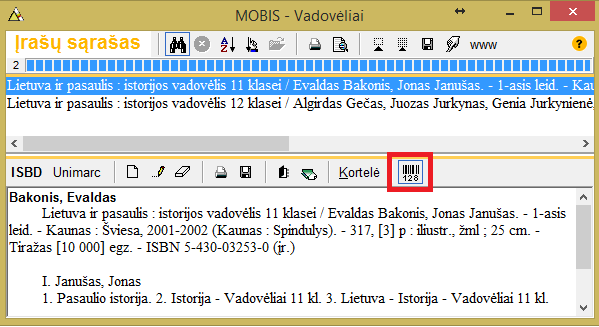 MOBIS - Vadovėliai
Įrašų sąrašas
www
?
2
Lietuva ir pasaulis : istorijos vadovėlis 11 klasei / Evaldas Bakonis, Jonas Janušas. - 1-asis leid. - Kau
Lietuva ir pasaulis : istorijos vadovėlis 12 klasei / Algirdas Gečas, Juozas Jurkynas, Genia Jurkynienė.
ISBD Unimarc Kortelė 128
Bakonis, Evaldas
Lietuva ir pasaulis : istorijos vadovėlis 11 klasei / Evaldas Bakonis, Jonas Janušas. - 1-asis
leid. - Kaunas : Šviesa, 2001-2002 (Kaunas : Spindulys). - 317, [3] p : iliustr., žml ; 25 cm. -
Tiražas [10 000] egz. - ISBN 5-430-03253-0 (įr.)
I. Janušas, Jonas
1. Pasaulio istorija. 2. Istorija - Vadovėliai 11 kl. 3. Lietuva - Istorija - Vadovėliai 11 kl.